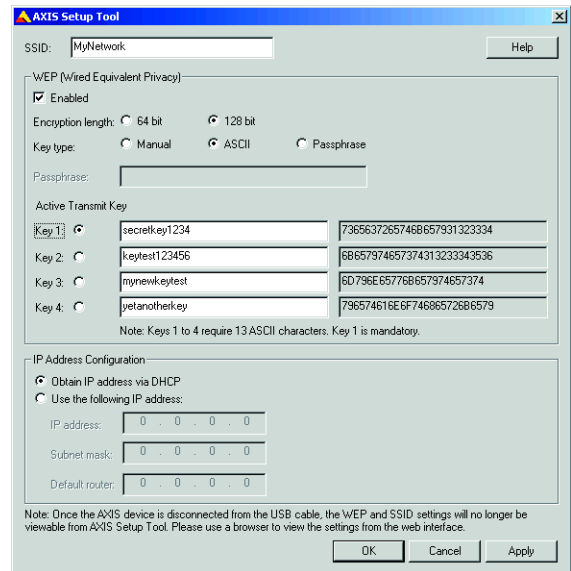 AXIS Setup Tool
SSID: MyNetwork Help
WEP (Wired Equivalent Privacy)
Enabled
Encryption length: 64 bit 128 bit
Key type: Manual ASCII Passphrase
Passphrase:
Active Transmit Key
Key 1: secretkey1234 7365637265746B657931323334
Key 2: keytest123456 6B657974657374313233343536
Key 3: mynewkeytest 6D796E65776B657974657374
Key 4: yetanotherkey 796574616E6F746865726B6579
Note: Keys 1 to 4 require 13 ASCII characters. Key 1 is mandatory.
IP Address Configuration
Obtain IP address via DHCP
Use the following IP address:
IP address: 0 . 0 . 0 . 0
Subnet mask: 0 . 0 . 0 . 0
Default router: 0 . 0 . 0 . 0
Note: Once the AXIS device is disconnected from the USB cable, the WEP and SSID settings will no longer be
viewable from AXIS Setup Tool. Please use a browser to view the settings from the web interface.
OK Cancel Apply